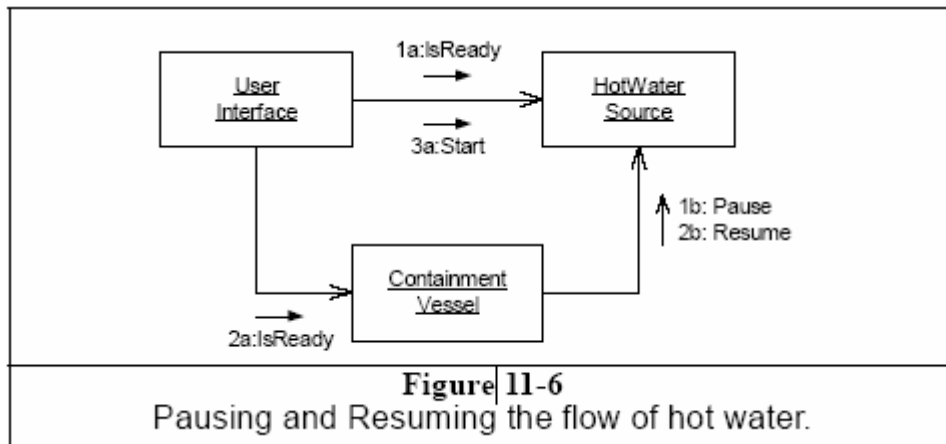 1a:IsReady
User
Interface
HotWater
Source
3a:Start
1b: Pause
2b: Resume
Containment
Vessel
2a:IsReady
Figure 11-6
Pausing and Resuming the flow of hot water.